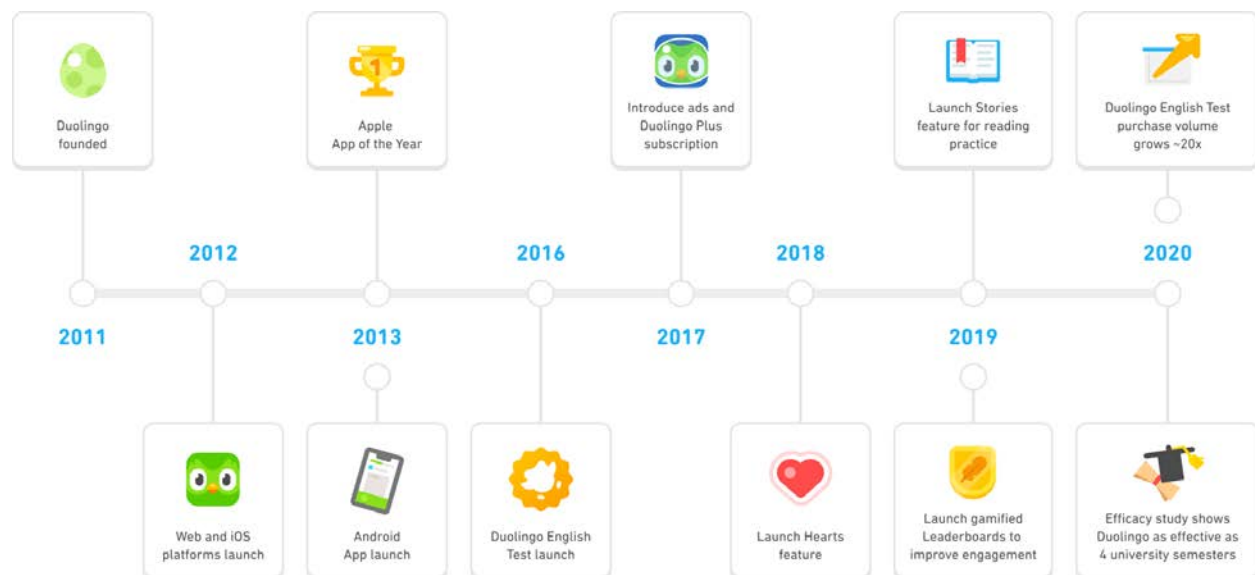 Duolingo
founded
Apple
App of the Year
Introduce ads and
Duolingo Plus
subscription
Launch Stories
feature for reading
practice
Duolingo English Test
purchase volume
grows ~20x
2012
2016
2018
2020
2011
2013
2017
2019
Web and iOS
platforms launch
Android
App launch
Duolingo English
Test launch
Launch Hearts
feature
Launch gamified
Leaderboards to
improve engagement
Efficacy study shows
Duolingo as effective as
4 university semesters
1